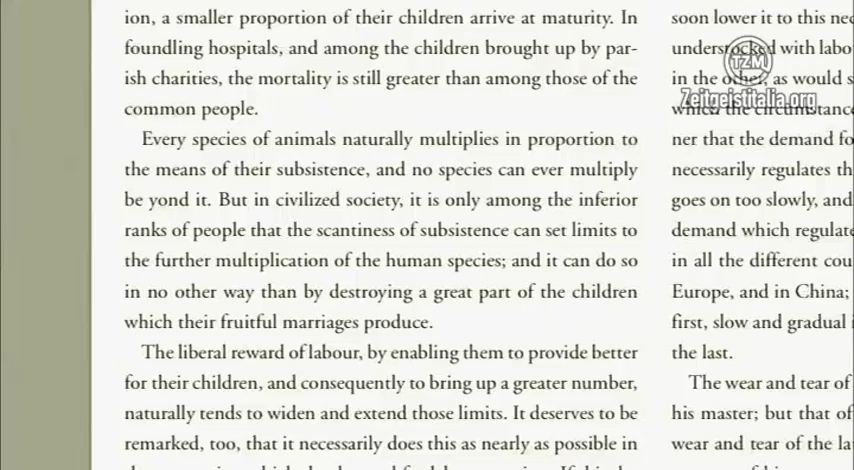 ion, a smaller proportion of their children arrive at maturity. In
foundling hospitals, and among the children brought up by par-
ish charities, the mortality is still greater than among those of the
common people.
Every species of animals naturally multiplies in proportion to
the means of their subsistence, and no species can ever multiply
be yond it. But in civilized society, it is only among the inferior
ranks of people that the scantiness of subsistence can set limits to
the further multiplication of the human species; and it can do so
in no other way than by destroying a great part of the children
which their fruitful marriages produce.
The liberal reward of labour, by enabling them to provide better
for their children, and consequently to bring up a greater number,
naturally tends to widen and extend those limits. It deserves to be
remarked, too, that it necessarily does this as nearly as possible in
soon lower it to this nec
understocked with labo
in the other, as would s
which the circumstanc
ner that the demand fo
necessarily regulates th
goes on too slowly, and
demand which regulate
in all the different cou
Europe, and in China;
first, slow and gradual i
the last.
The wear and tear of
his master; but that of
wear and tear of the la
TZM
Zeitgeistitalia.org